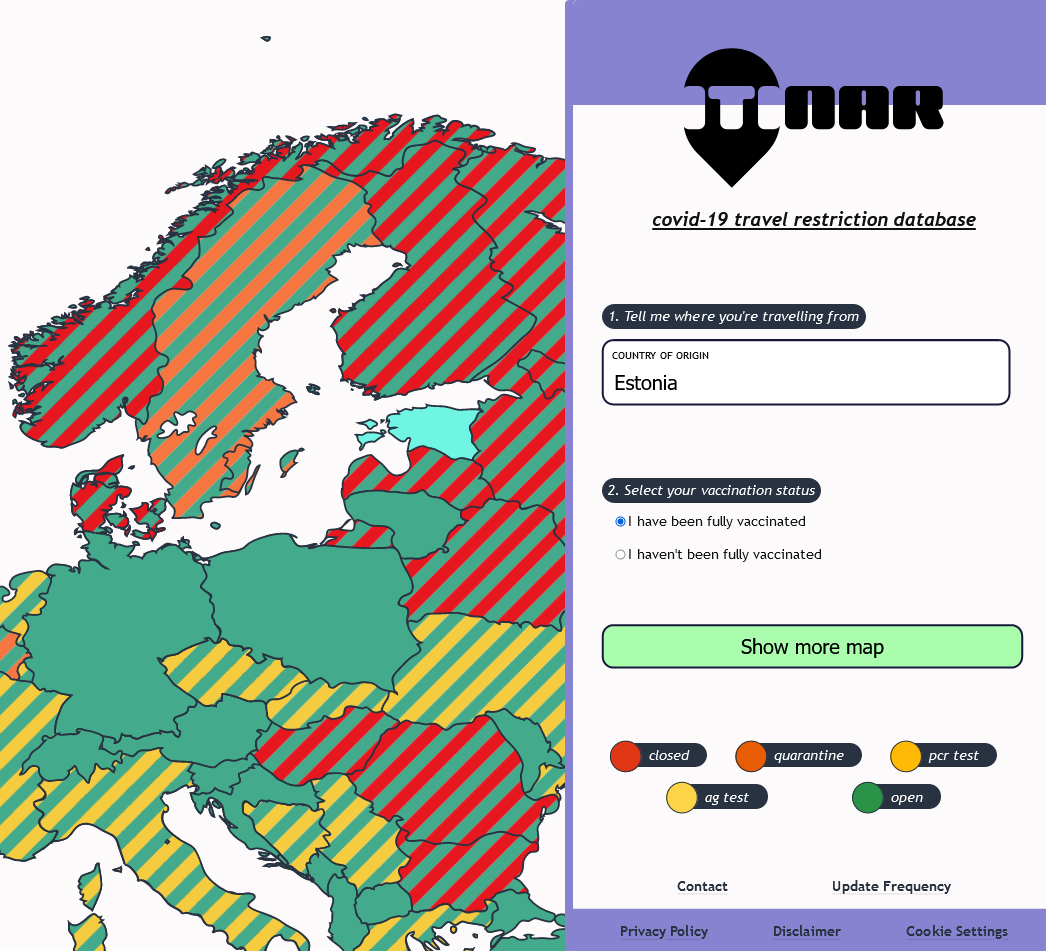 ITINAR
covid-19 travel restriction database
1. Tell me where you're travelling from
COUNTRY OF ORIGIN
Estonia
2. Select your vaccination status
I have been fully vaccinated
I haven't been fully vaccinated
Show more map
closed
quarantine
pcr test
ag test
open
Contact
Update Frequency
Privacy Policy
Disclaimer
Cookie Settings